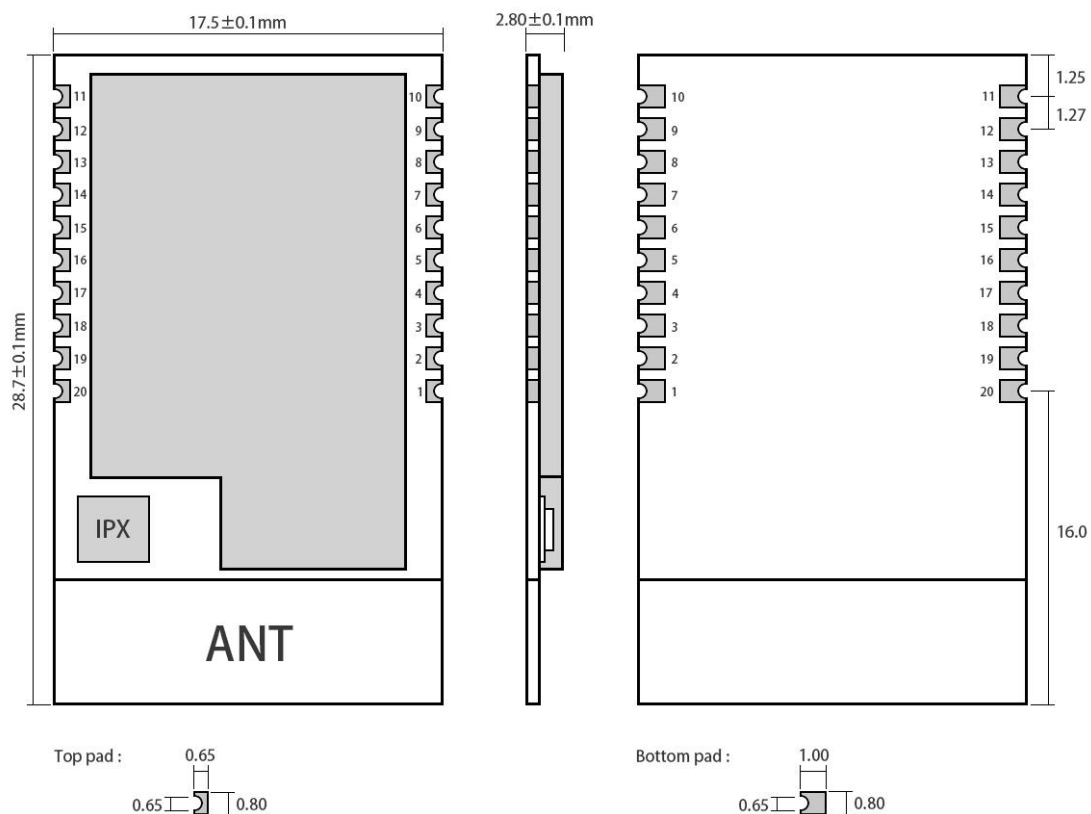 17.5±0.1mm
2.80±0.1mm
28.7±0.1mm
1.25
1.27
11 10 10 11
12 9 9 12
13 8 8 13
14 7 7 14
15 6 6 15
16 5 5 16
17 4 4 17
18 3 3 18
19 2 2 19
20 1 1 20
IPX
16.0
ANT
Top pad : 0.65
0.65 0.80
Bottom pad : 1.00
0.65 0.80